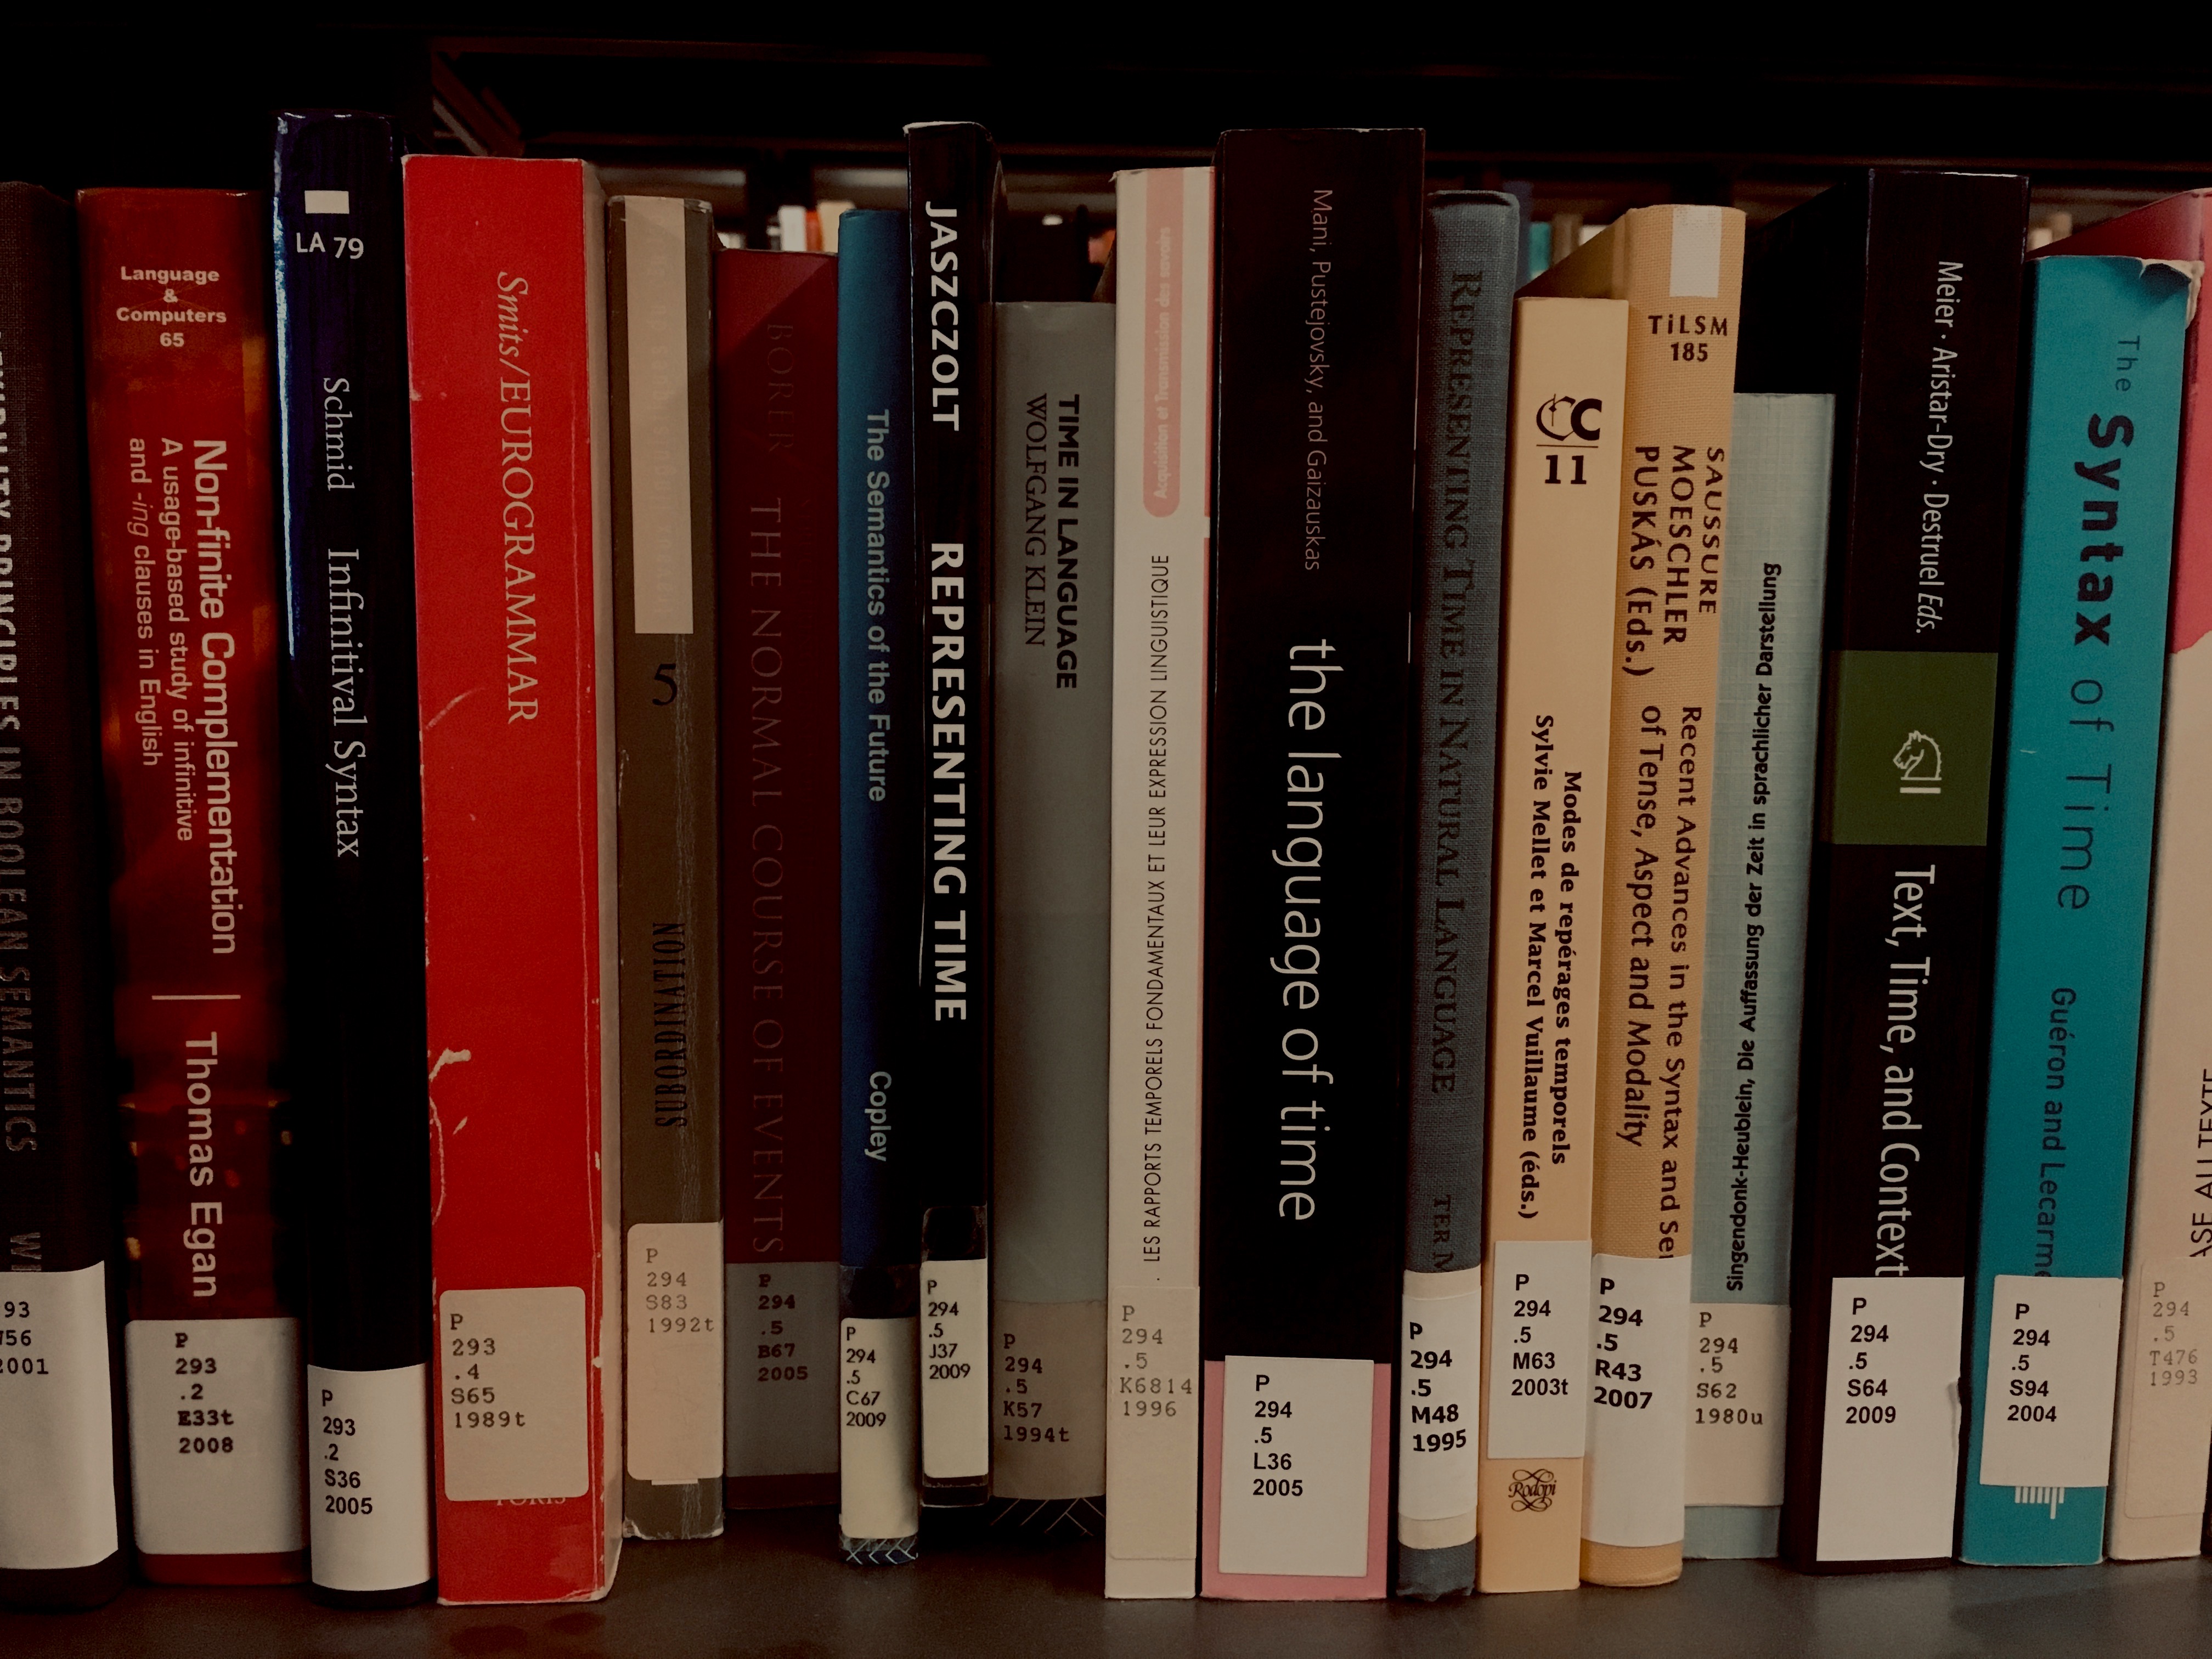 PRINCIPLES IN BOOLEAN SEMANTICS
93
2001
Language
&
Computers
65
Non-finite Complementation
A usage-based study of infinitive
and -ing clauses in English
Thomas Egan
P
293
.2
E33t
2008
LA 79
Schmid Infinitival Syntax
P
293
.2
S36
2005
Smits/EUROGRAMMAR
P
293
.4
S65
1989t
5
SUBORDINATION
P
294
S83
1992t
BORER THE NORMAL COURSE OF EVENTS
P
294
.5
B67
2005
The Semantics of the Future Copley
P
294
.5
C67
2009
JASZCZOLT REPRESENTING TIME
P
294
.5
J37
2009
TIME IN LANGUAGE
WOLFGANG KLEIN
P
294
.5
K57
1994t
Acquisition et Transmission des savoirs
LES RAPPORTS TEMPORELS FONDAMENTAUX ET LEUR EXPRESSION LINGUISTIQUE
P
294
.5
K6814
1996
Mani, Pustejovsky, and Gaizauskas the language of time
P
294
.5
L36
2005
REPRESENTING TIME IN NATURAL LANGUAGE TER M
P
294
.5
M48
1995
CC
11
Modes de repérages temporels
Sylvie Mellet et Marcel Vuillaume (éds.)
P
294
.5
M63
2003t
Rodopi
TiLSM
185
SAUSSURE
MOESCHLER
PUSKÁS (Eds.)
Recent Advances in the Syntax and Se
of Tense, Aspect and Modality
P
294
.5
R43
2007
Singendonk-Heublein, Die Auffassung der Zeit in sprachlicher Darstellung
P
294
.5
S62
1980u
Meier · Aristar-Dry · Destruel Eds.
Text, Time, and Context
P
294
.5
S64
2009
The Syntax of Time Guéron and Lecarme
P
294
.5
S94
2004
P
294
.5
T476
1993